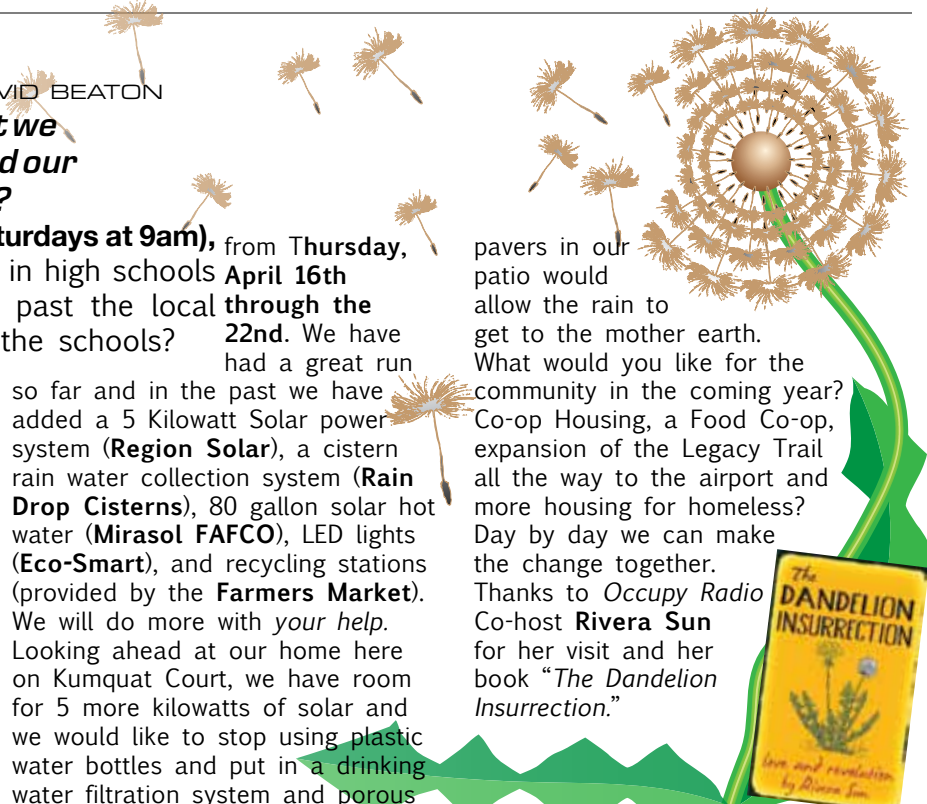 VID BEATON
t we
d our
?
turdays at 9am),
in high schools
past the local
the schools?
from Thursday,
April 16th
through the
22nd. We have
had a great run
so far and in the past we have
added a 5 Kilowatt Solar power
system (Region Solar), a cistern
rain water collection system (Rain
Drop Cisterns), 80 gallon solar hot
water (Mirasol FAFCO), LED lights
(Eco-Smart), and recycling stations
(provided by the Farmers Market).
We will do more with your help.
Looking ahead at our home here
on Kumquat Court, we have room
for 5 more kilowatts of solar and
we would like to stop using plastic
water bottles and put in a drinking
water filtration system and porous
pavers in our
patio would
allow the rain to
get to the mother earth.
What would you like for the
community in the coming year?
Co-op Housing, a Food Co-op,
expansion of the Legacy Trail
all the way to the airport and
more housing for homeless?
Day by day we can make
the change together.
Thanks to Occupy Radio
Co-host Rivera Sun
for her visit and her
book “The Dandelion
Insurrection.”
The
DANDELION
INSURRECTION
love and revolution
by Rivera Sun